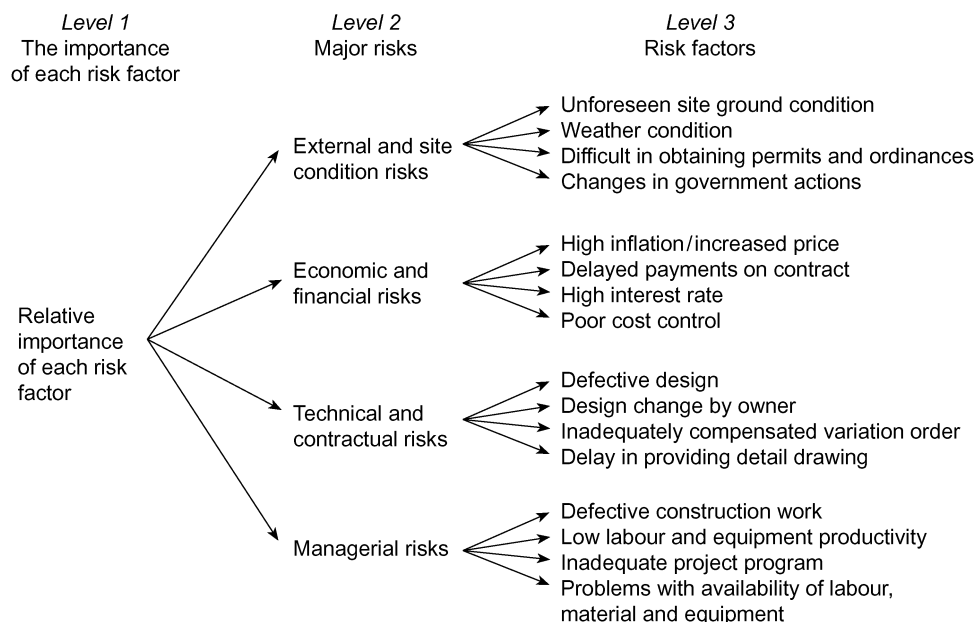 Level 1
The importance
of each risk factor
Level 2
Major risks
Level 3
Risk factors
Relative
importance
of each risk
factor
External and site
condition risks
Unforeseen site ground condition
Weather condition
Difficult in obtaining permits and ordinances
Changes in government actions
Economic and
financial risks
High inflation/increased price
Delayed payments on contract
High interest rate
Poor cost control
Technical and
contractual risks
Defective design
Design change by owner
Inadequately compensated variation order
Delay in providing detail drawing
Managerial risks
Defective construction work
Low labour and equipment productivity
Inadequate project program
Problems with availability of labour,
material and equipment